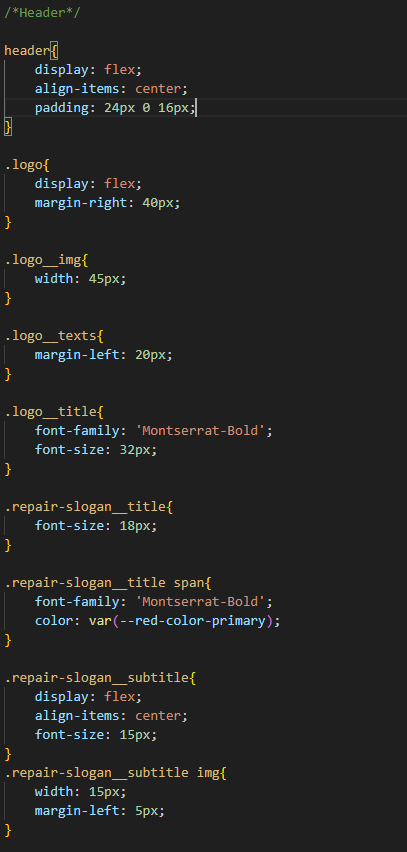 /*Header*/
header{
display: flex;
align-items: center;
padding: 24px 0 16px;
}
.logo{
display: flex;
margin-right: 40px;
}
.logo__img{
width: 45px;
}
.logo__texts{
margin-left: 20px;
}
.logo__title{
font-family: 'Montserrat-Bold';
font-size: 32px;
}
.repair-slogan__title{
font-size: 18px;
}
.repair-slogan__title span{
font-family: 'Montserrat-Bold';
color: var(--red-color-primary);
}
.repair-slogan__subtitle{
display: flex;
align-items: center;
font-size: 15px;
}
.repair-slogan__subtitle img{
width: 15px;
margin-left: 5px;
}